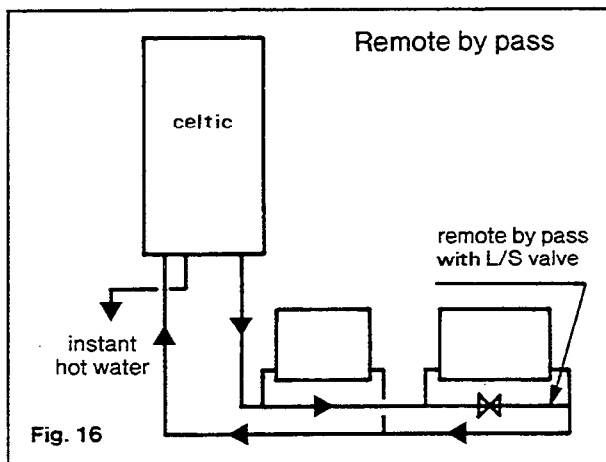 Remote by pass
celtic
remote by pass
with L/S valve
instant
hot water
Fig. 16